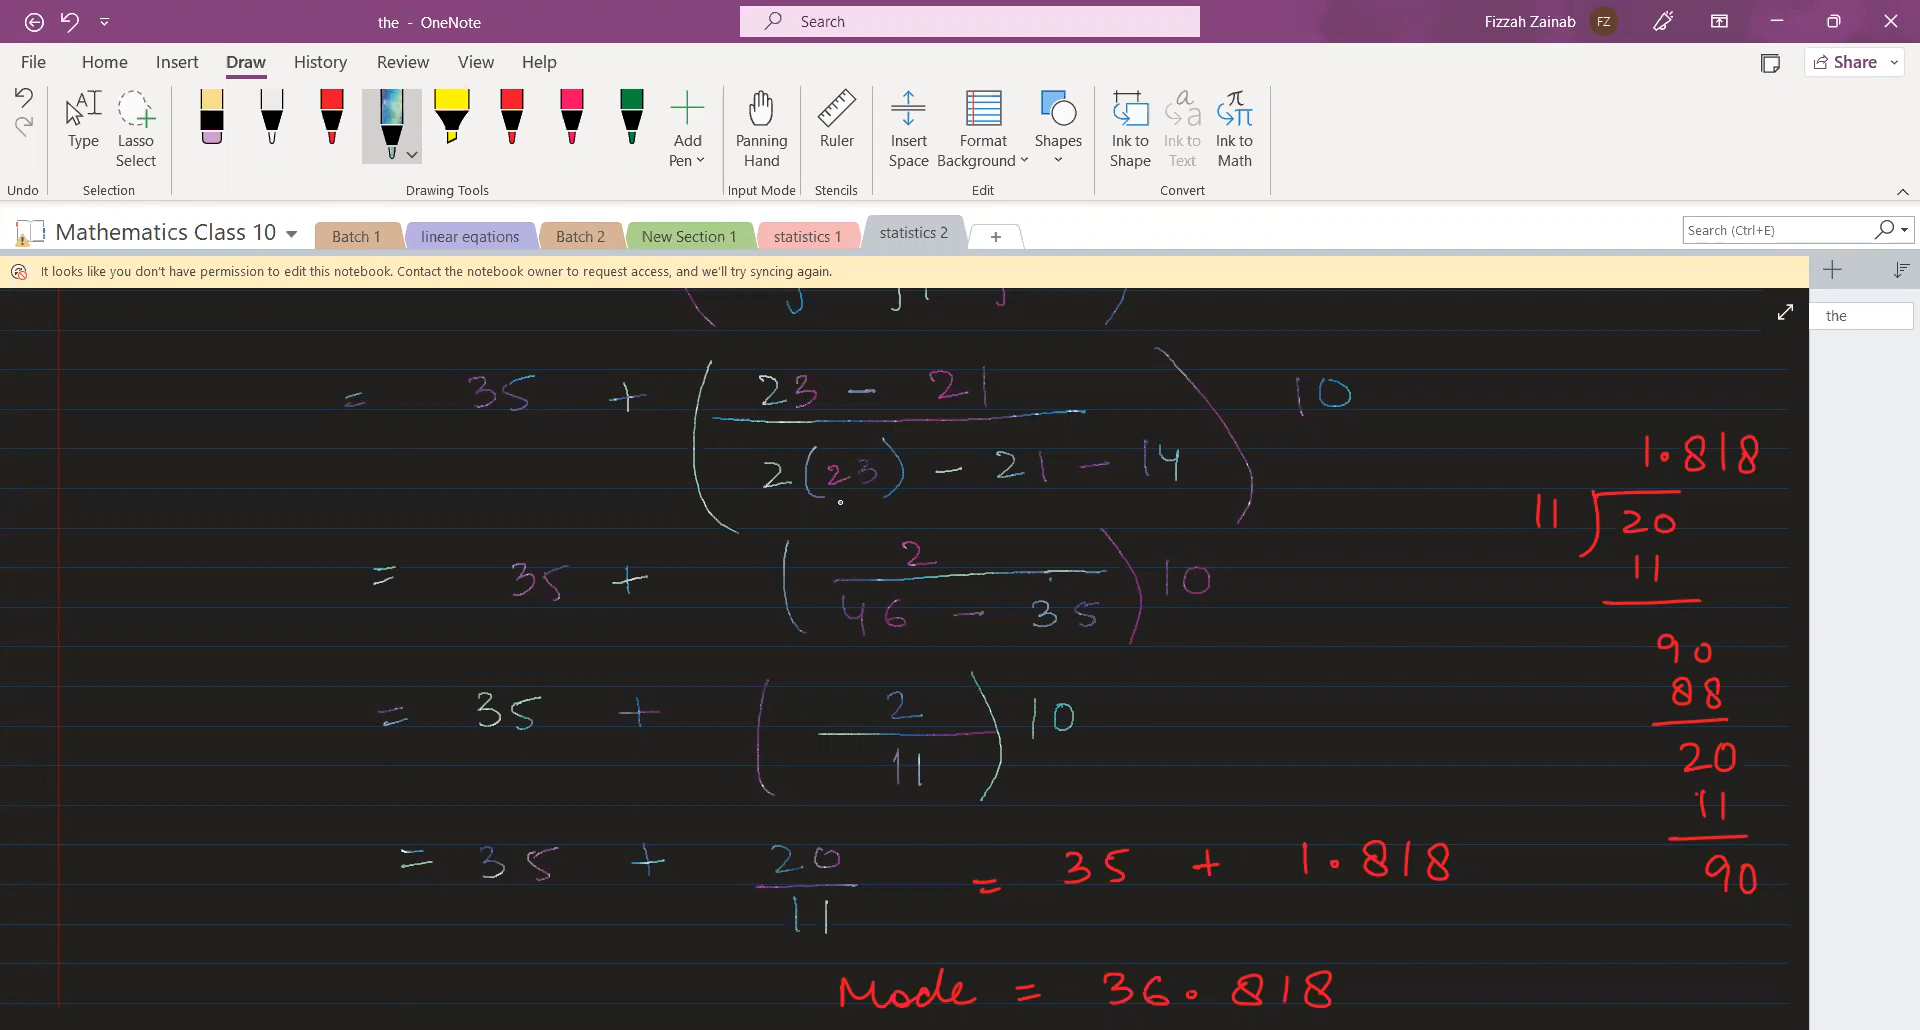 the - OneNote
Search
Fizzah Zainab FZ
File Home Insert Draw History Review View Help
Share
Type
Lasso Select
Add Pen
Panning Hand
Ruler
Insert Space
Format Background
Shapes
Ink to Shape
Ink to Text
Ink to Math
Undo Selection Drawing Tools Input Mode Stencils Edit Convert
Mathematics Class 10 Batch 1 linear eqations Batch 2 New Section 1 statistics 1 statistics 2 +
Search (Ctrl+E)
It looks like you don't have permission to edit this notebook. Contact the notebook owner to request access, and we'll try syncing again.
the
= 35 + ( 23 - 21 / 2(23) - 21 - 14 ) 10
= 35 + ( 2 / 46 - 35 ) 10
= 35 + ( 2 / 11 ) 10
= 35 + 20 / 11 = 35 + 1.818
Mode = 36.818
1.818
11 ) 20
11
90
88
20
11
90